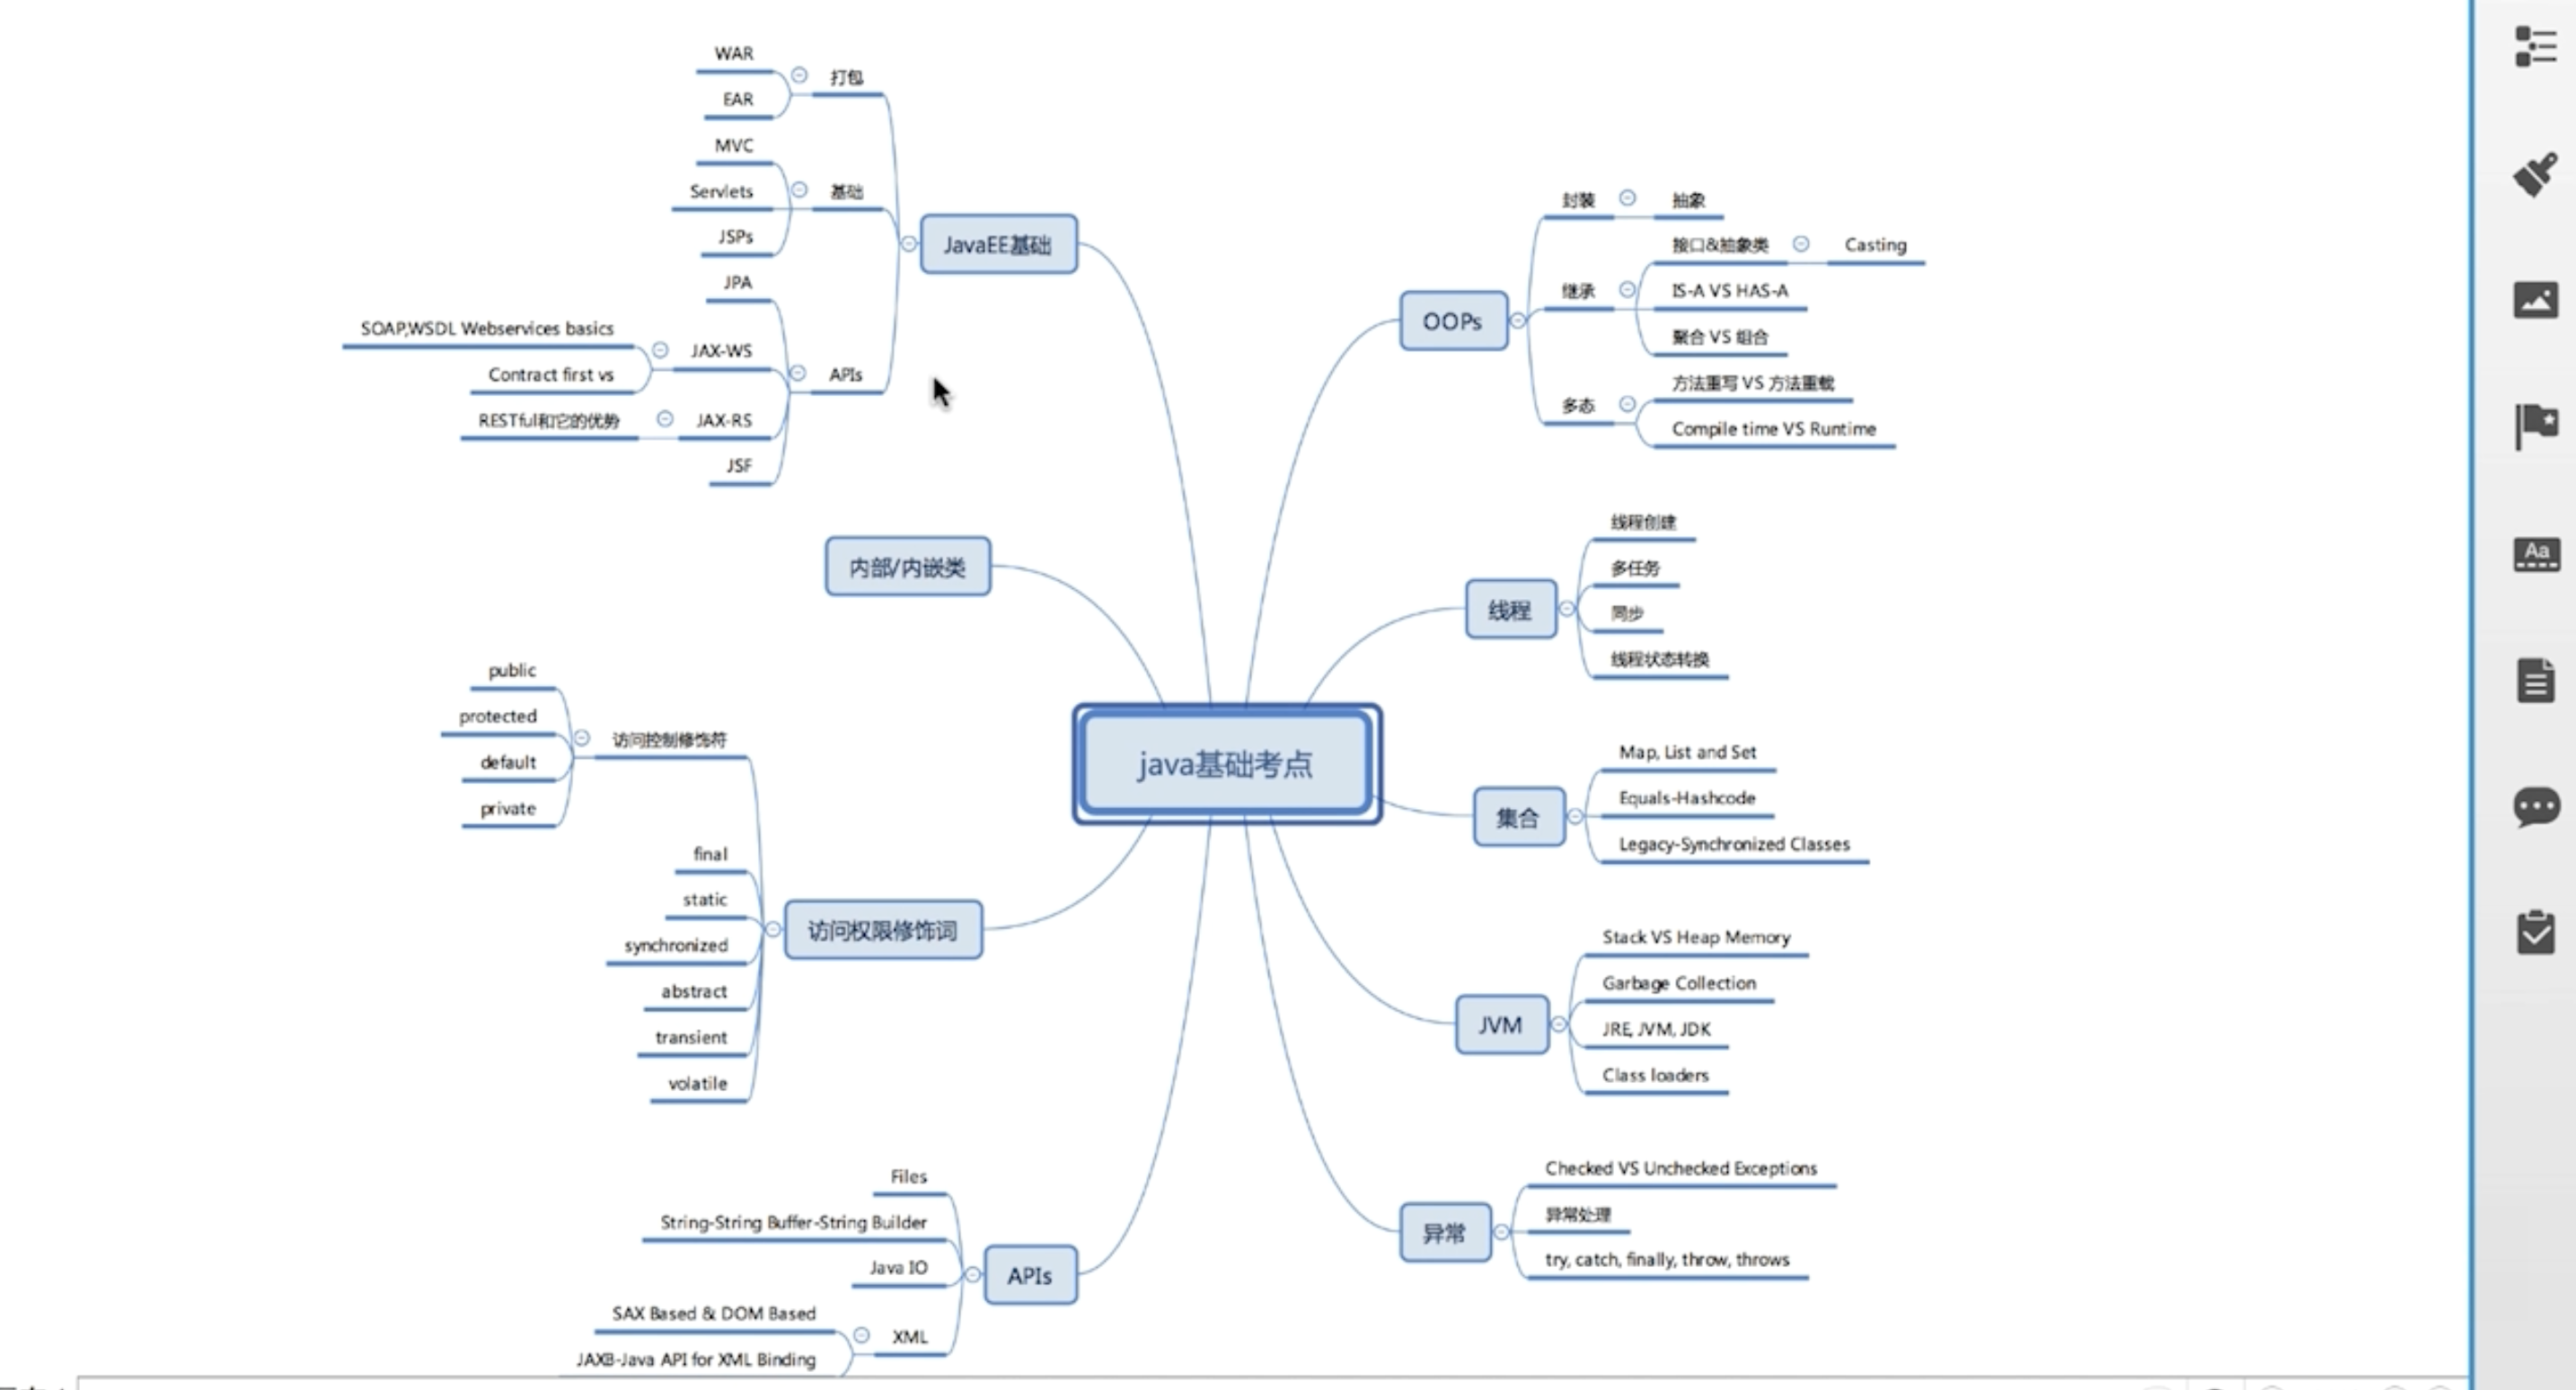 WAR
EAR
打包
MVC
Servlets
JSPs
基础
JPA
SOAP,WSDL Webservices basics
Contract first vs
JAX-WS
RESTful和它的优势
JAX-RS
JSF
APIs
JavaEE基础
内部/内嵌类
public
protected
default
private
访问控制修饰符
final
static
synchronized
abstract
transient
volatile
访问权限修饰词
Files
String-String Buffer-String Builder
Java IO
SAX Based & DOM Based
JAXB-Java API for XML Binding
XML
APIs
java基础考点
OOPs
封装
抽象
继承
接口&抽象类
Casting
IS-A VS HAS-A
聚合 VS 组合
多态
方法重写 VS 方法重载
Compile time VS Runtime
线程
线程创建
多任务
同步
线程状态转换
集合
Map, List and Set
Equals-Hashcode
Legacy-Synchronized Classes
JVM
Stack VS Heap Memory
Garbage Collection
JRE, JVM, JDK
Class loaders
异常
Checked VS Unchecked Exceptions
异常处理
try, catch, finally, throw, throws
Aa